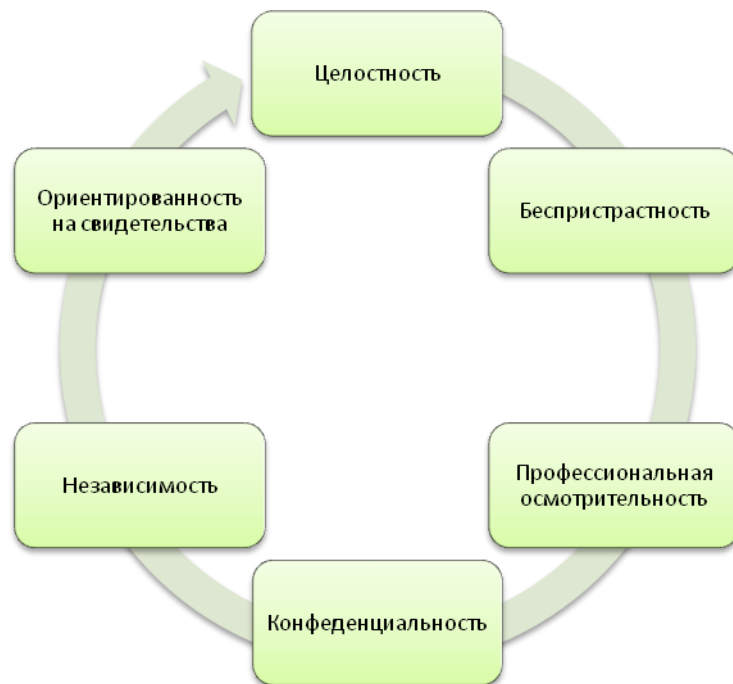 Целостность
Беспристрастность
Профессиональная
осмотрительность
Конфеденциальность
Независимость
Ориентированность
на свидетельства